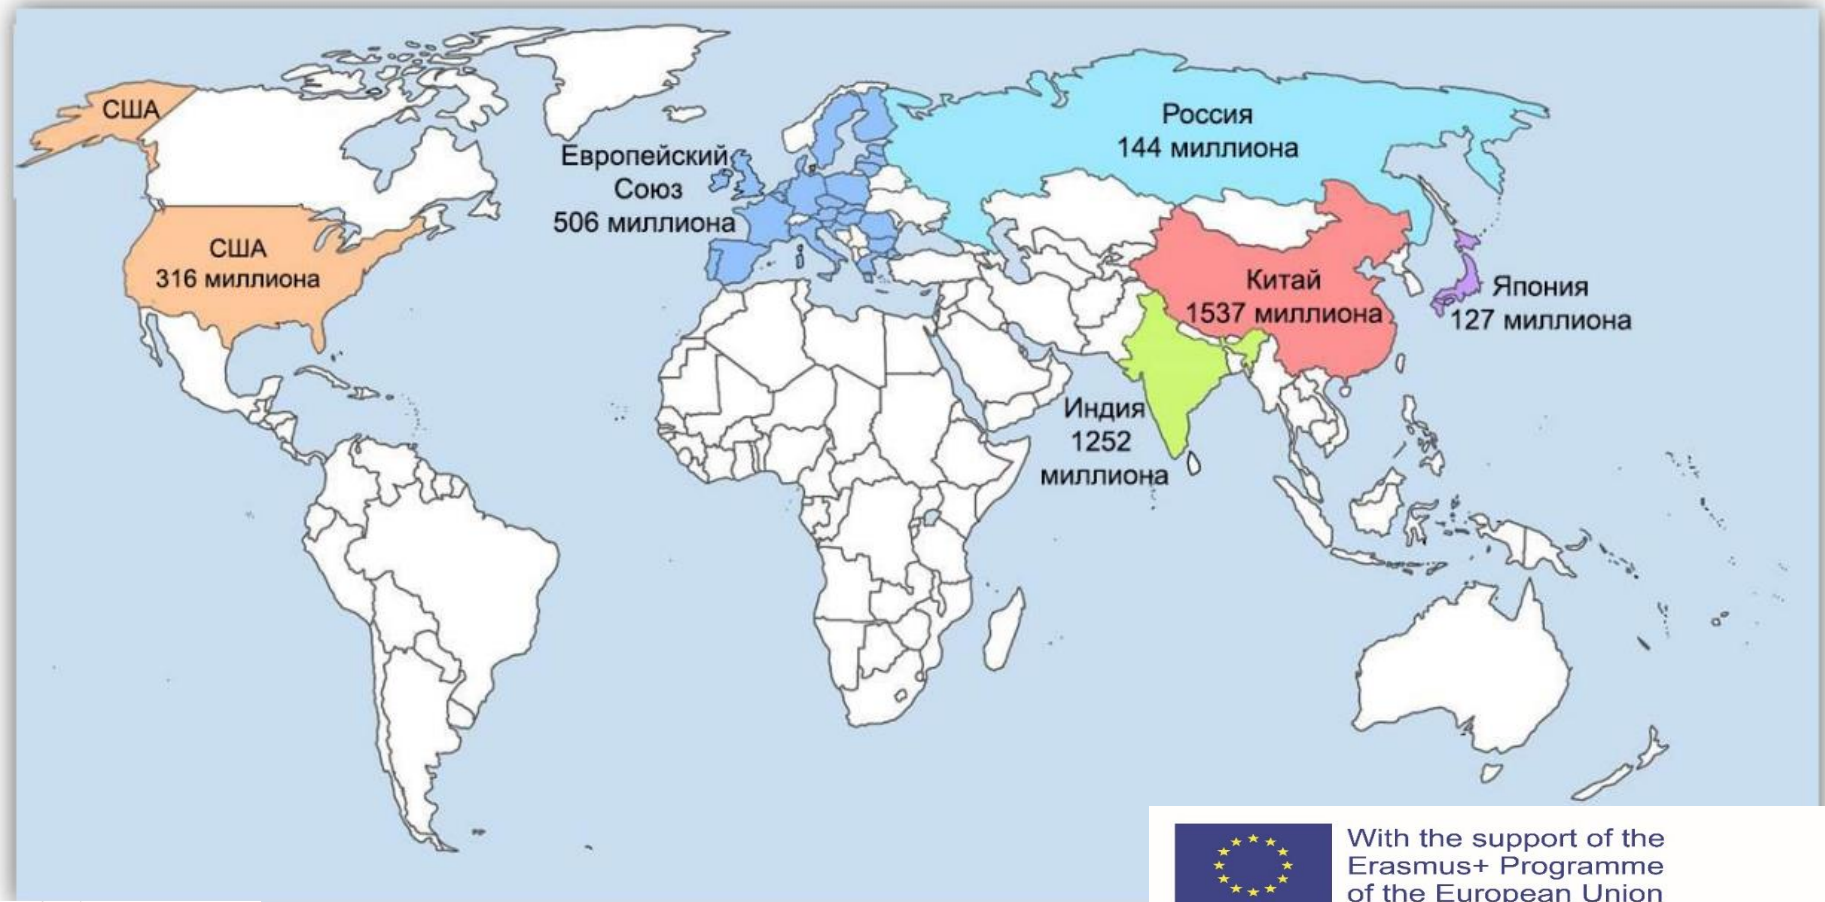 США
США
316 миллиона
Европейский
Союз
506 миллиона
Россия
144 миллиона
Китай
1537 миллиона
Япония
127 миллиона
Индия
1252
миллиона
With the support of the
Erasmus+ Programme
of the European Union